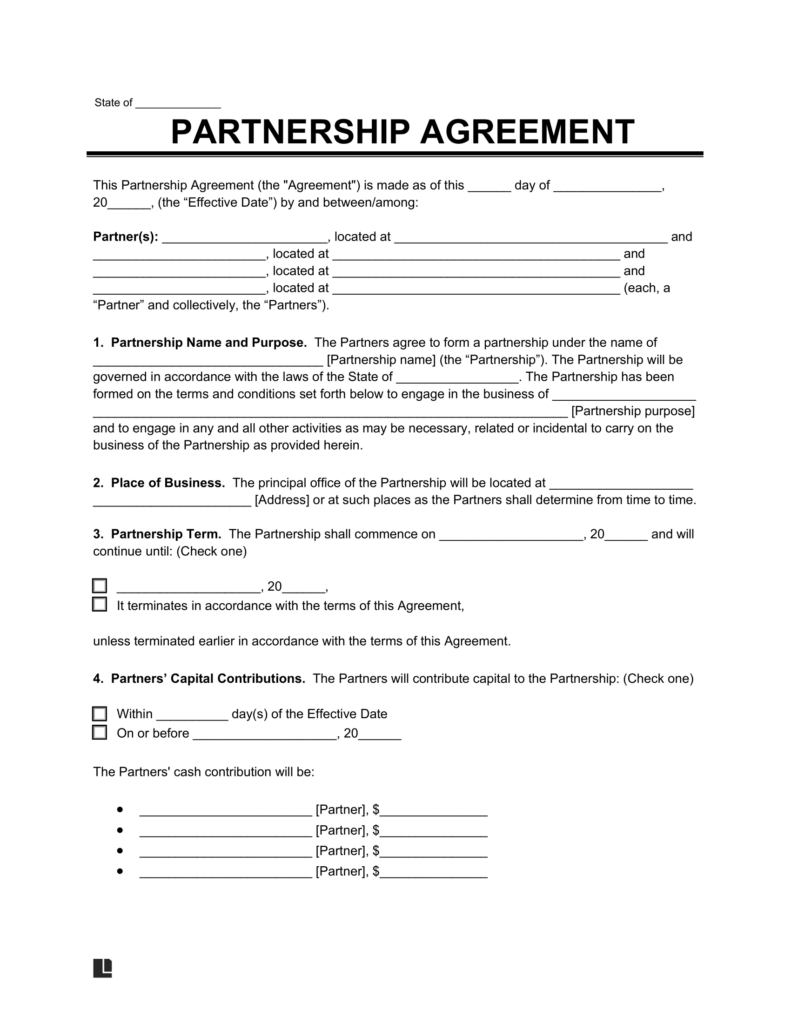 State of ______________
PARTNERSHIP AGREEMENT
This Partnership Agreement (the "Agreement") is made as of this ______ day of _______________,
20______, (the “Effective Date”) by and between/among:
Partner(s): _______________________, located at ______________________________________ and
________________________, located at ________________________________________ and
________________________, located at ________________________________________ and
________________________, located at ________________________________________ (each, a
“Partner” and collectively, the “Partners”).
1. Partnership Name and Purpose. The Partners agree to form a partnership under the name of
________________________________ [Partnership name] (the “Partnership”). The Partnership will be
governed in accordance with the laws of the State of _________________. The Partnership has been
formed on the terms and conditions set forth below to engage in the business of ____________________
__________________________________________________________________ [Partnership purpose]
and to engage in any and all other activities as may be necessary, related or incidental to carry on the
business of the Partnership as provided herein.
2. Place of Business. The principal office of the Partnership will be located at ____________________
______________________ [Address] or at such places as the Partners shall determine from time to time.
3. Partnership Term. The Partnership shall commence on ____________________, 20______ and will
continue until: (Check one)
☐ ____________________, 20______,
☐ It terminates in accordance with the terms of this Agreement,
unless terminated earlier in accordance with the terms of this Agreement.
4. Partners’ Capital Contributions. The Partners will contribute capital to the Partnership: (Check one)
☐ Within __________ day(s) of the Effective Date
☐ On or before ____________________, 20______
The Partners' cash contribution will be:
● ________________________ [Partner], $_______________
● ________________________ [Partner], $_______________
● ________________________ [Partner], $_______________
● ________________________ [Partner], $_______________